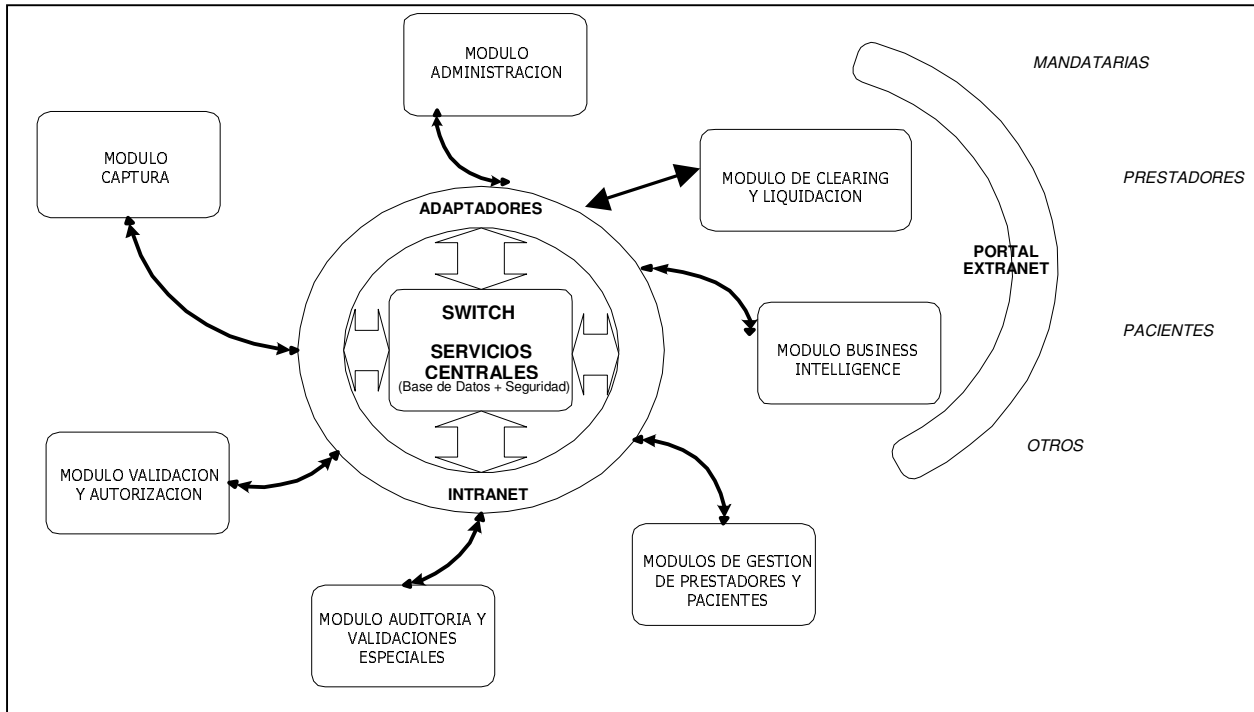 MODULO
ADMINISTRACION
MANDATARIAS
MODULO
CAPTURA
MODULO DE CLEARING
Y LIQUIDACION
PRESTADORES
ADAPTADORES
PORTAL
EXTRANET
SWITCH
SERVICIOS
CENTRALES
(Base de Datos + Seguridad)
PACIENTES
MODULO BUSINESS
INTELLIGENCE
OTROS
MODULO VALIDACION
Y AUTORIZACION
INTRANET
MODULOS DE GESTION
DE PRESTADORES Y
PACIENTES
MODULO AUDITORIA Y
VALIDACIONES
ESPECIALES